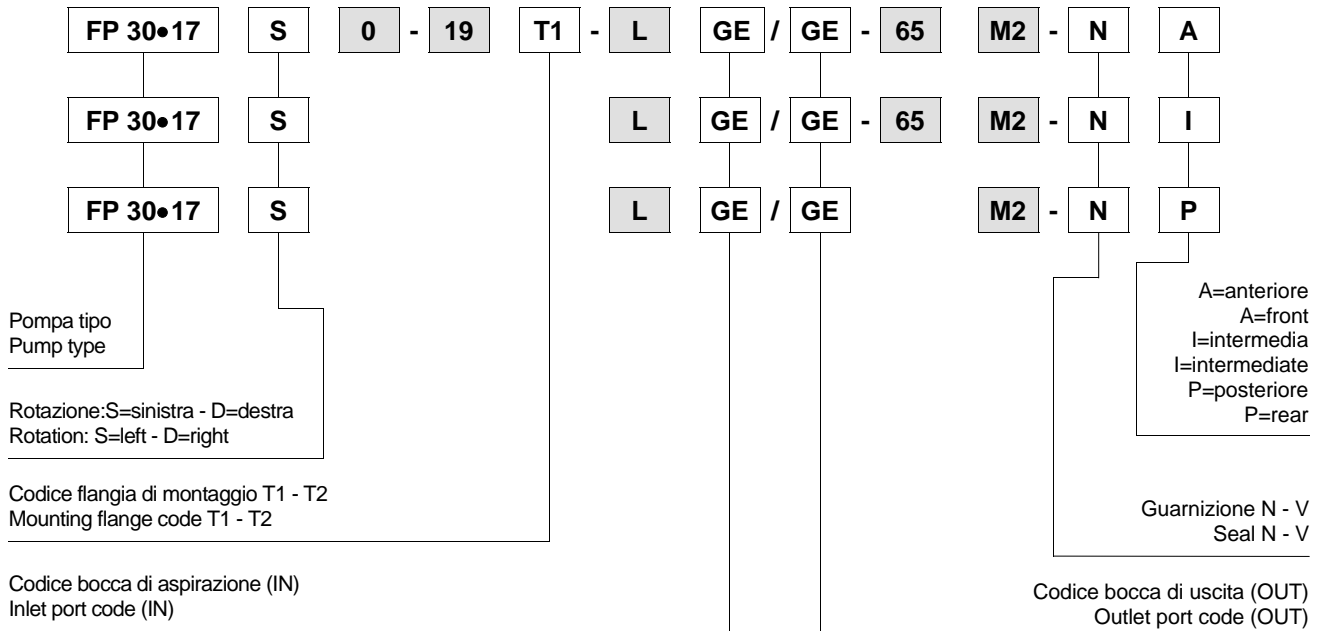 FP 30•17 S 0 - 19 T1 - L GE / GE - 65 M2 - N A
FP 30•17 S L GE / GE - 65 M2 - N I
FP 30•17 S L GE / GE M2 - N P
Pompa tipo
Pump type
Rotazione:S=sinistra - D=destra
Rotation: S=left - D=right
Codice flangia di montaggio T1 - T2
Mounting flange code T1 - T2
Codice bocca di aspirazione (IN)
Inlet port code (IN)
A=anteriore
A=front
I=intermedia
I=intermediate
P=posteriore
P=rear
Guarnizione N - V
Seal N - V
Codice bocca di uscita (OUT)
Outlet port code (OUT)